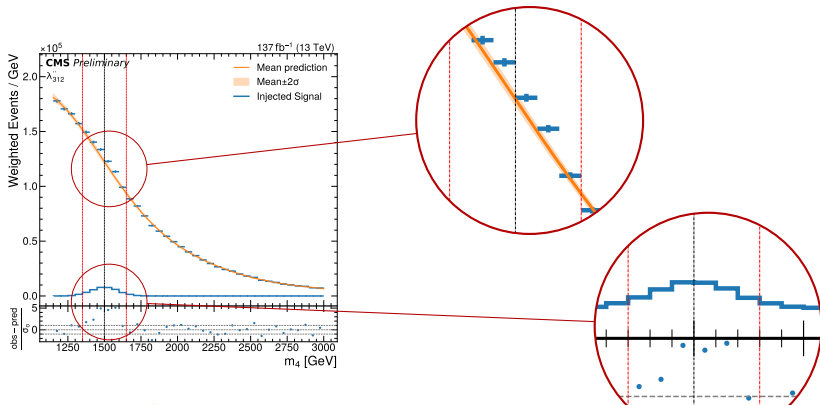 ×10⁵
137 fb⁻¹ (13 TeV)
CMS Preliminary
λ''₃₁₂
Mean prediction
Mean±2σ
Injected Signal
Weighted Events / GeV
2.0
1.5
1.0
0.5
0.0
5
0
obs−pred
σ
1250 1500 1750 2000 2250 2500 2750 3000
m₄ [GeV]